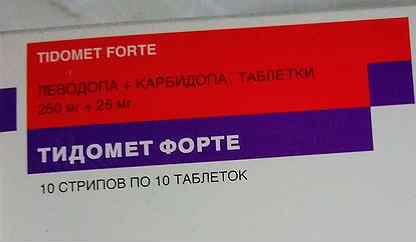 TIDOMET FORTE
ЛЕВОДОПА + КАРБИДОПА, ТАБЛЕТКИ
250 мг + 25 мг
ТИДОМЕТ ФОРТЕ
10 СТРИПОВ ПО 10 ТАБЛЕТОК